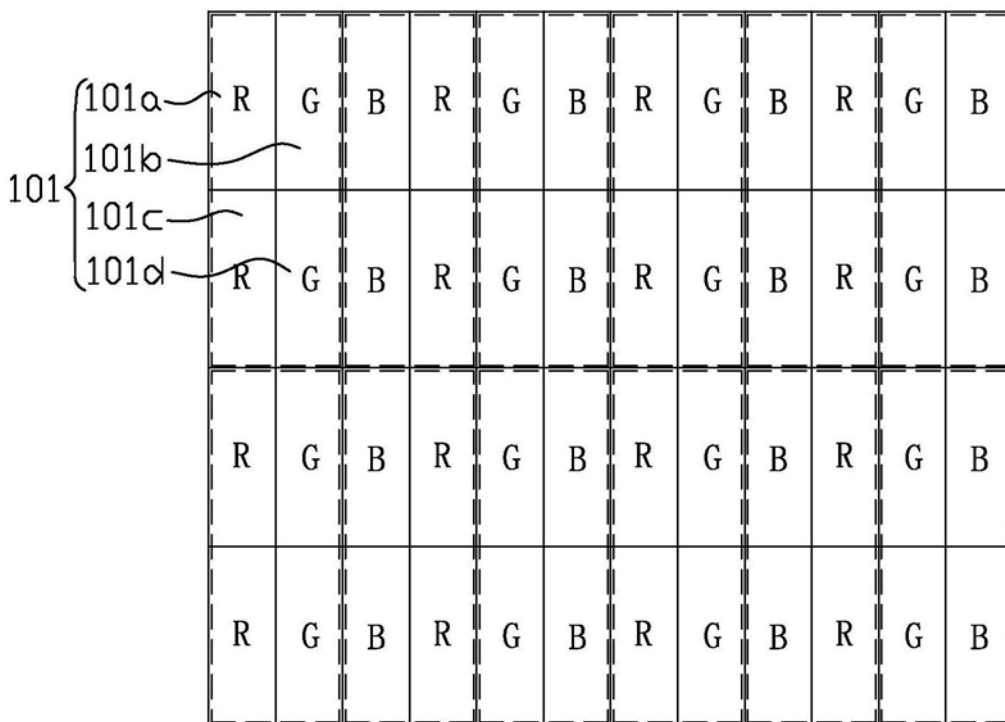 101a R G B R G B R G B R G B
101b
101
101c
101d R G B R G B R G B R G B
R G B R G B R G B R G B
R G B R G B R G B R G B